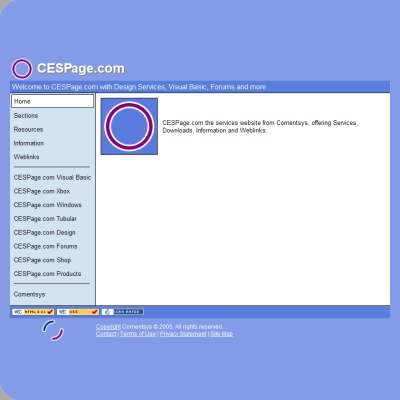 CESPage.com
Welcome to CESPage.com with Design Services, Visual Basic, Forums and more
Home
Sections
Resources
Information
Weblinks
CESPage.com Visual Basic
CESPage.com Xbox
CESPage.com Windows
CESPage.com Tubular
CESPage.com Design
CESPage.com Forums
CESPage.com Shop
CESPage.com Products
Comentsys
CESPage.com the services website from Comentsys, offering Services,
Downloads, Information and Weblinks.
W3C HTML 4.01 W3C CSS ICRA RATED
Copyright Comentsys © 2005. All rights reserved.
Contact | Terms of Use | Privacy Statement | Site Map